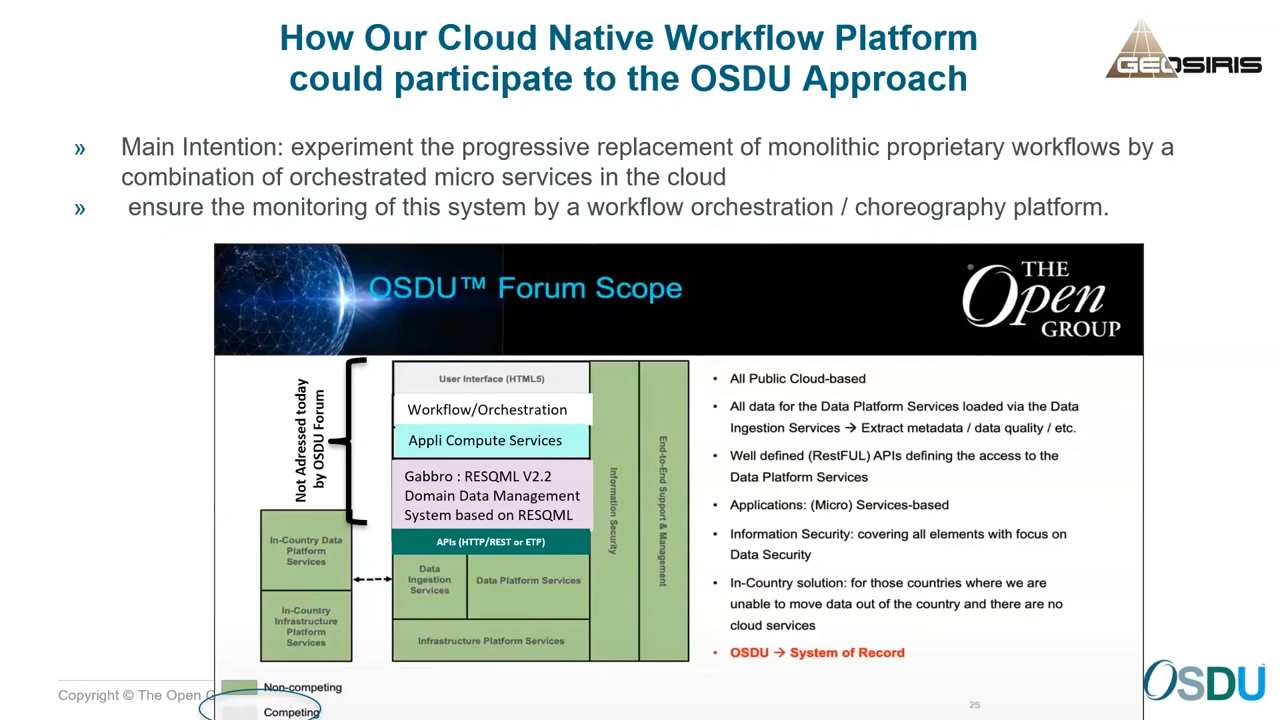 How Our Cloud Native Workflow Platform
could participate to the OSDU Approach
GEOSIRIS
» Main Intention: experiment the progressive replacement of monolithic proprietary workflows by a
combination of orchestrated micro services in the cloud
» ensure the monitoring of this system by a workflow orchestration / choreography platform.
OSDU™ Forum Scope
® THE
Open
GROUP
Not Adressed today
by OSDU Forum
User Interface (HTML5)
Workflow/Orchestration
Appli Compute Services
Gabbro : RESQML V2.2
Domain Data Management
System based on RESQML
APIs (HTTP/REST or ETP)
In-Country Data
Platform
Services
In-Country
Infrastructure
Platform
Services
Data
Ingestion
Services
Data Platform Services
Infrastructure Platform Services
Information Security
End-to-End Support & Management
• All Public Cloud-based
• All data for the Data Platform Services loaded via the Data
Ingestion Services → Extract metadata / data quality / etc.
• Well defined (RestFUL) APIs defining the access to the
Data Platform Services
• Applications: (Micro) Services-based
• Information Security: covering all elements with focus on
Data Security
• In-Country solution: for those countries where we are
unable to move data out of the country and there are no
cloud services
• OSDU → System of Record
Non-competing
Competing
25
Copyright © The Open G
OSDU™